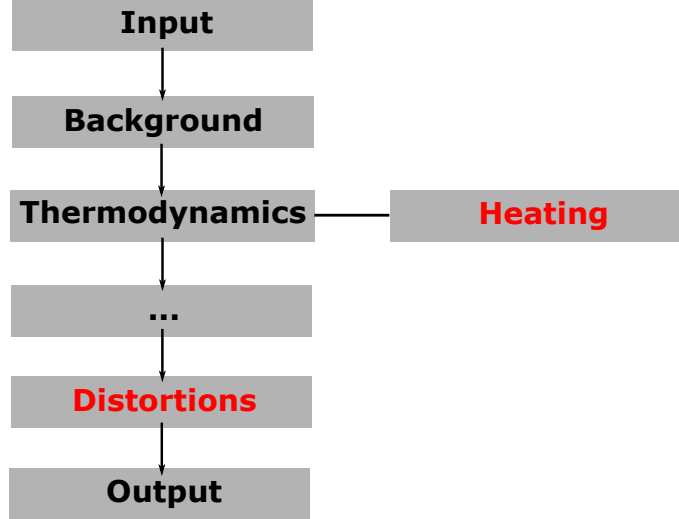 Input
Background
Thermodynamics
Heating
...
Distortions
Output